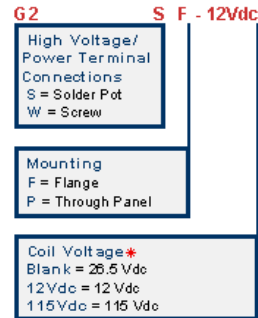 G2 S F - 12Vdc
High Voltage/
Power Terminal
Connections
S = Solder Pot
W = Screw
Mounting
F = Flange
P = Through Panel
Coil Voltage*
Blank = 26.5 Vdc
12Vdc = 12 Vdc
115Vdc = 115 Vdc